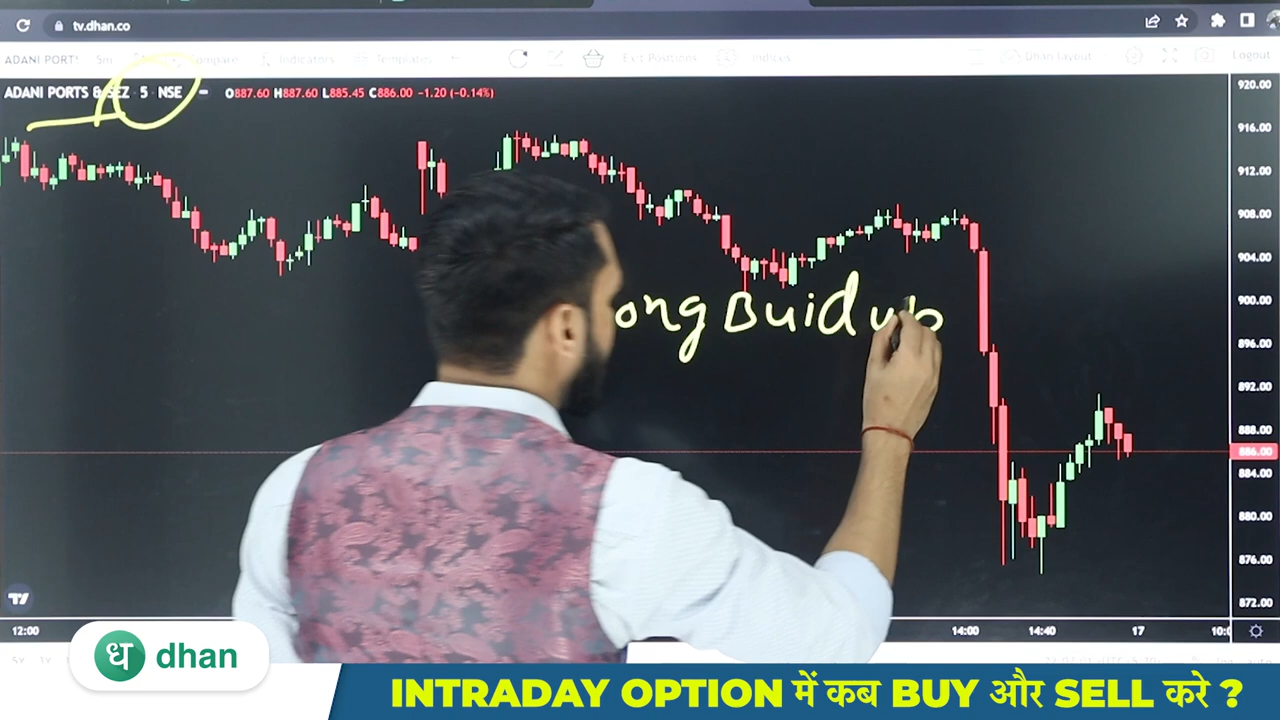 tv.dhan.co
ADANI PORTS 5m Compare Indicators Templates Exit Positions Indices Dhan layout Logout
ADANI PORTS & SEZ 5 NSE O887.60 H887.60 L885.45 C886.00 −1.20 (−0.14%)
920.00
916.00
912.00
908.00
904.00
900.00
ong Buid up
896.00
892.00
888.00
886.00
884.00
880.00
876.00
872.00
12:00 14:00 14:40 17 10:0
ध dhan
INTRADAY OPTION में कब BUY और SELL करे ?